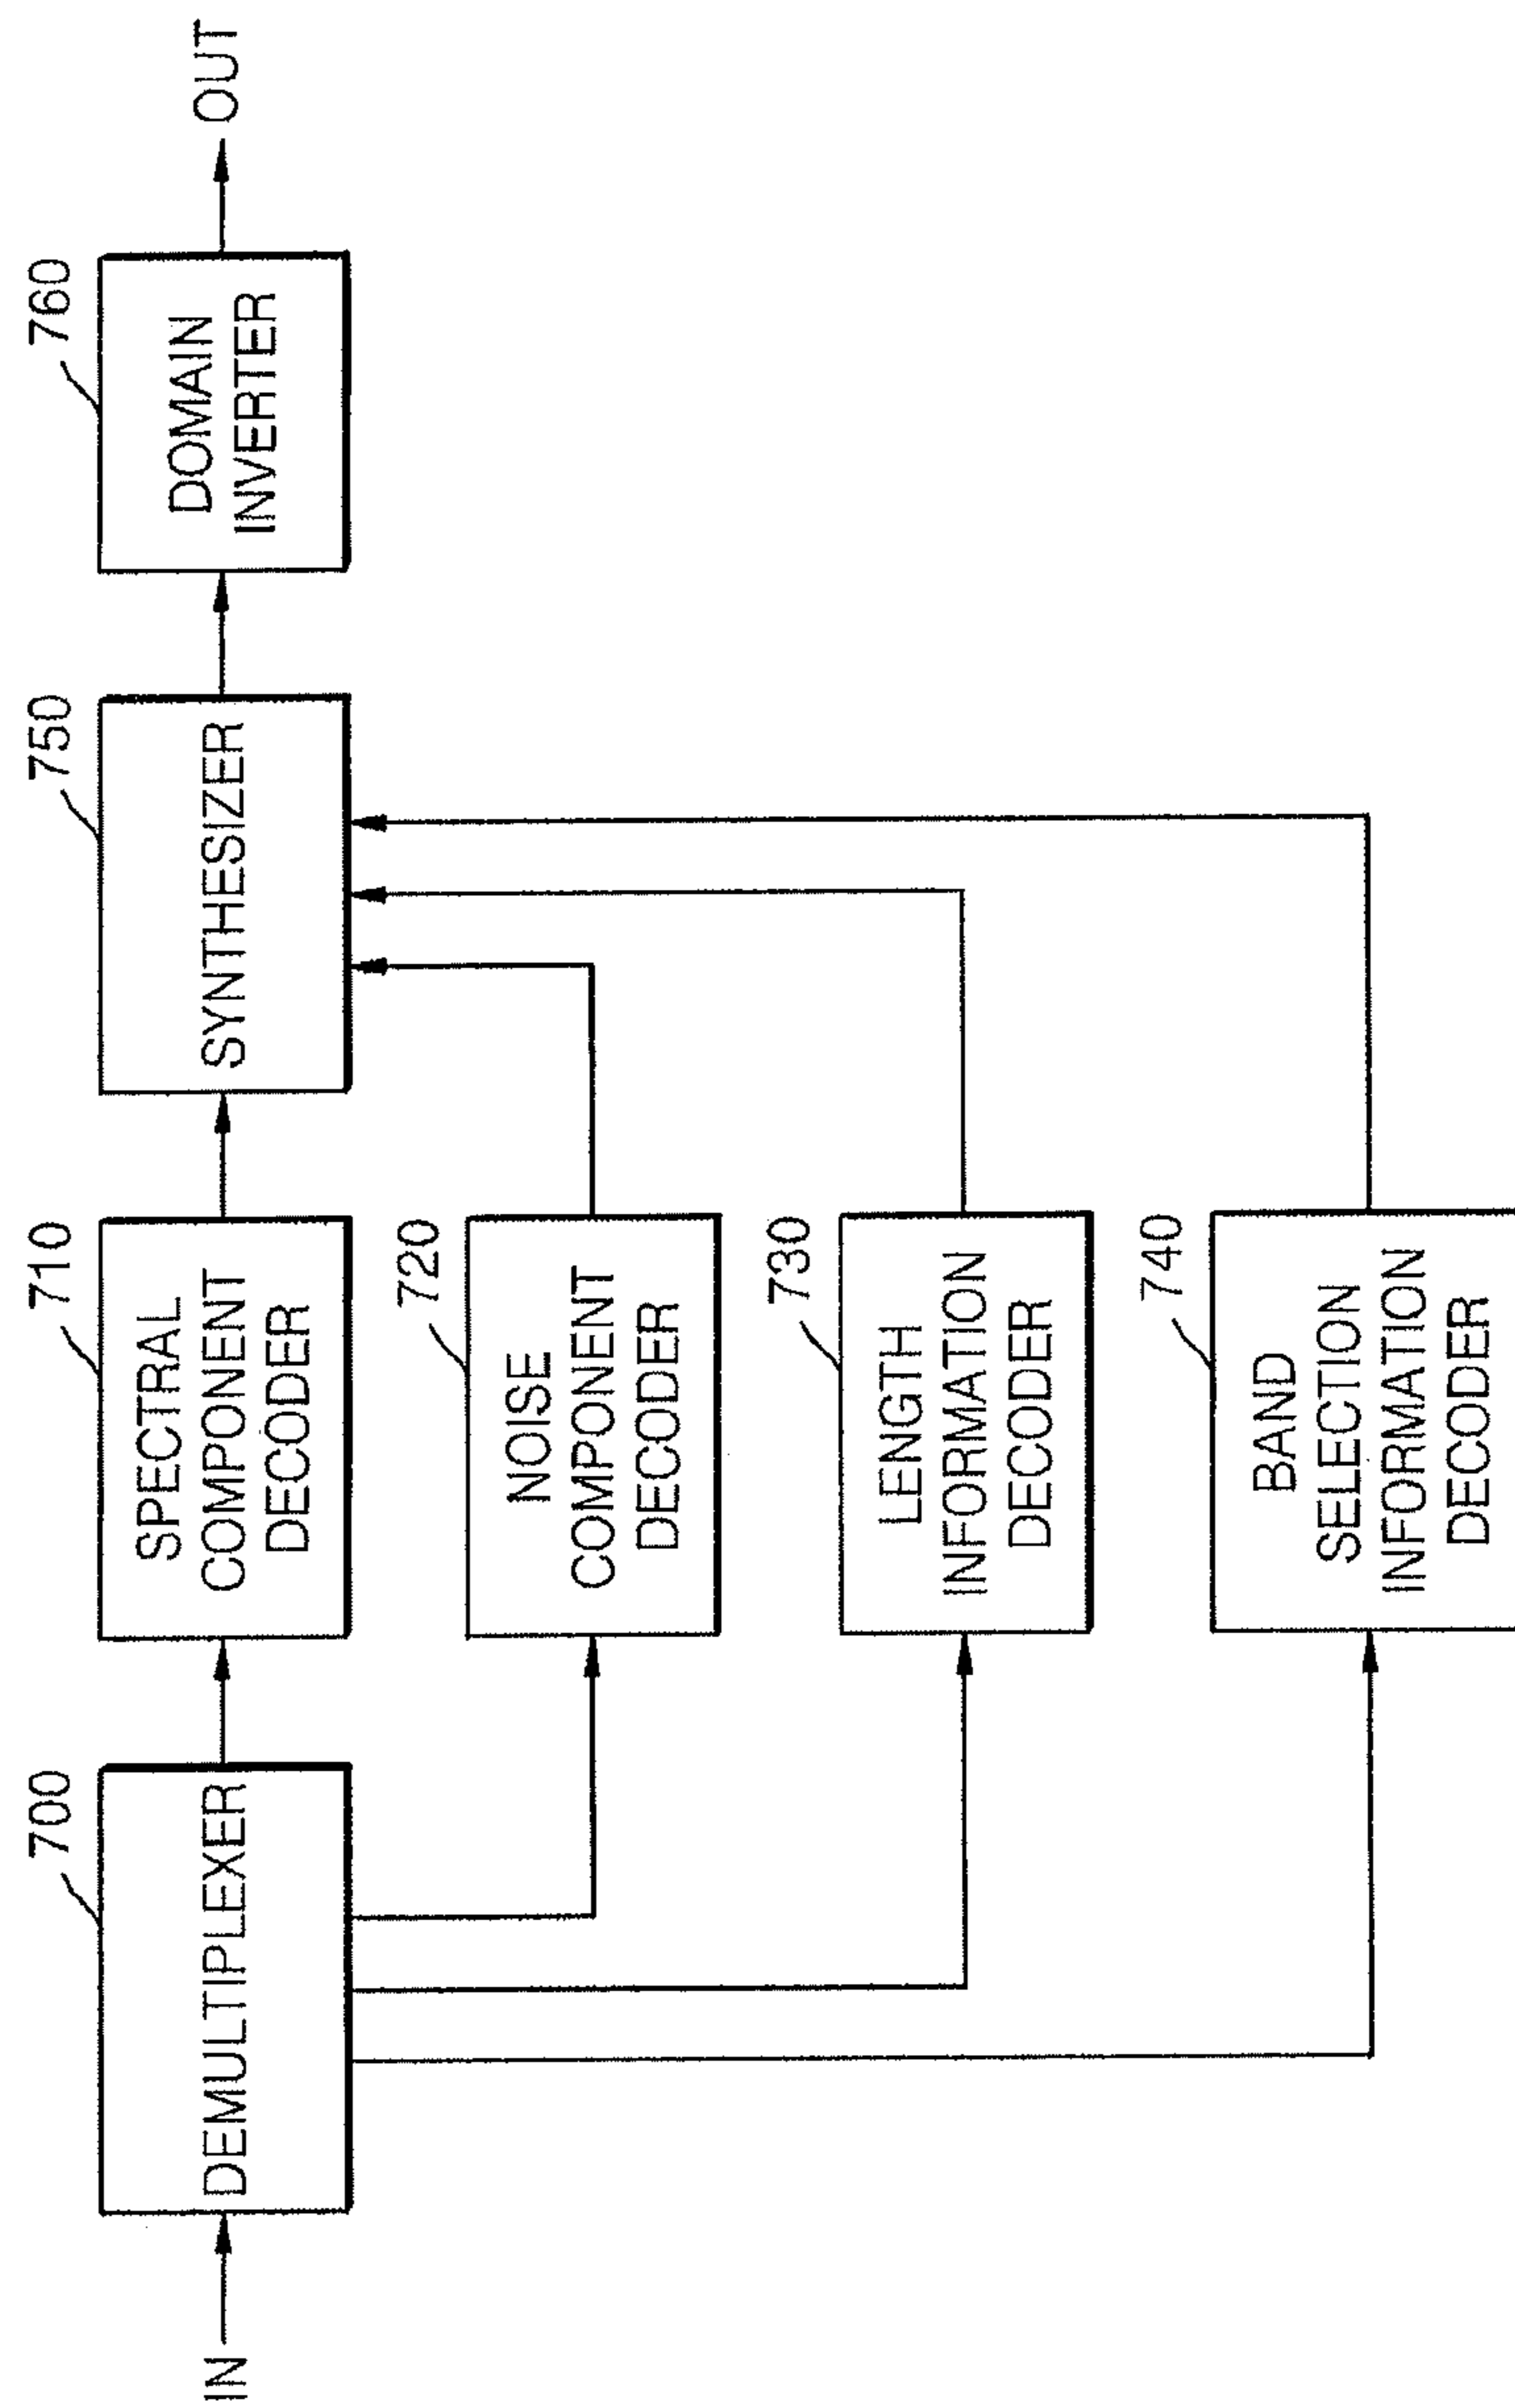 IN
700
DEMULTIPLEXER
710
SPECTRAL
COMPONENT
DECODER
720
NOISE
COMPONENT
DECODER
730
LENGTH
INFORMATION
DECODER
740
BAND
SELECTION
INFORMATION
DECODER
750
SYNTHESIZER
760
DOMAIN
INVERTER
OUT